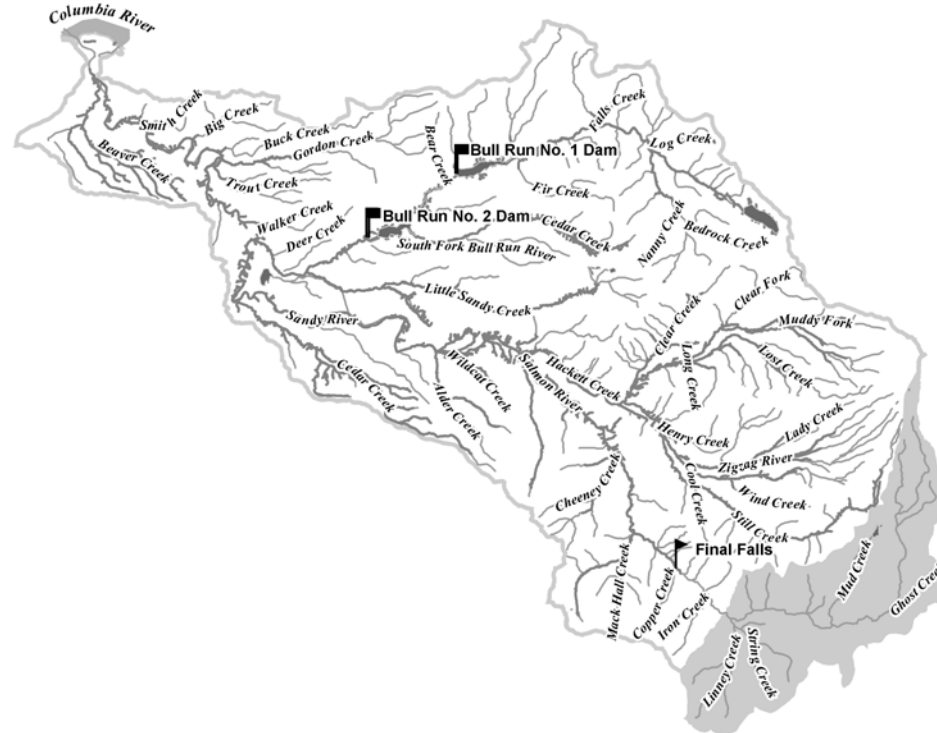 Columbia River
Smith Creek
Big Creek
Beaver Creek
Buck Creek
Gordon Creek
Trout Creek
Bear Creek
Bull Run No. 1 Dam
Falls Creek
Log Creek
Fir Creek
Walker Creek
Deer Creek
Bull Run No. 2 Dam
South Fork Bull Run River
Cedar Creek
Nanny Creek
Bedrock Creek
Little Sandy Creek
Clear Fork
Muddy Fork
Sandy River
Cedar Creek
Alder Creek
Wildcat Creek
Salmon River
Hackett Creek
Clear Creek
Long Creek
Lost Creek
Henry Creek
Lady Creek
Zigzag River
Cheeney Creek
Cool Creek
Wind Creek
Still Creek
Final Falls
Mack Hall Creek
Copper Creek
Iron Creek
Mud Creek
Ghost Creek
Linney Creek
String Creek